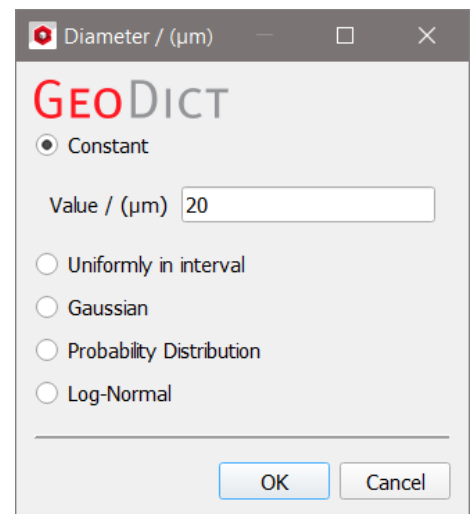 Diameter / (µm)
GEODICT
Constant
Value / (µm) 20
Uniformly in interval
Gaussian
Probability Distribution
Log-Normal
OK Cancel